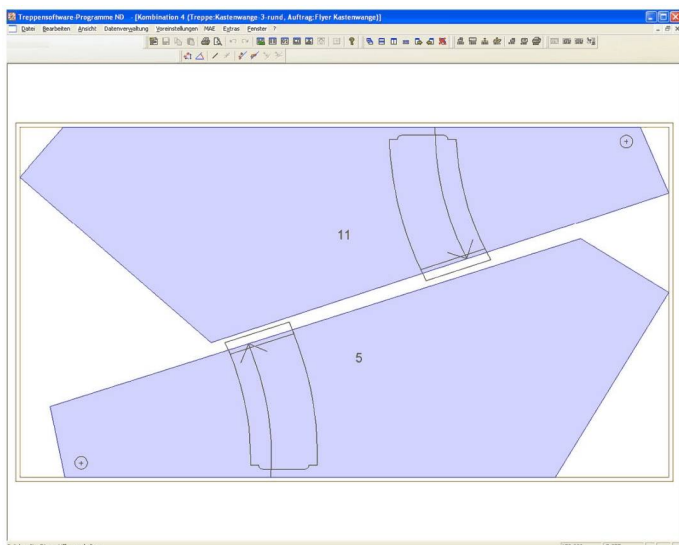 Treppensoftware-Programme ND - [Kombination 4 (Treppe:Kastenwange-3-rund, Auftrag:Flyer Kastenwange)]
Datei Bearbeiten Ansicht Datenverwaltung Voreinstellungen MAE Extras Fenster ?
11
5